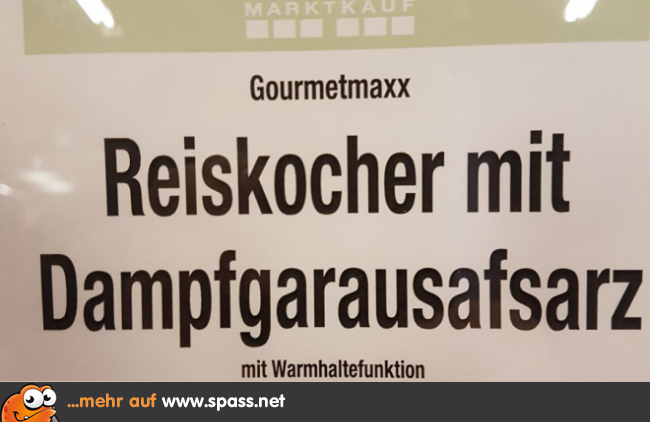 MARKTKAUF
Gourmetmaxx
Reiskocher mit
Dampfgarausafsarz
mit Warmhaltefunktion
...mehr auf www.spass.net